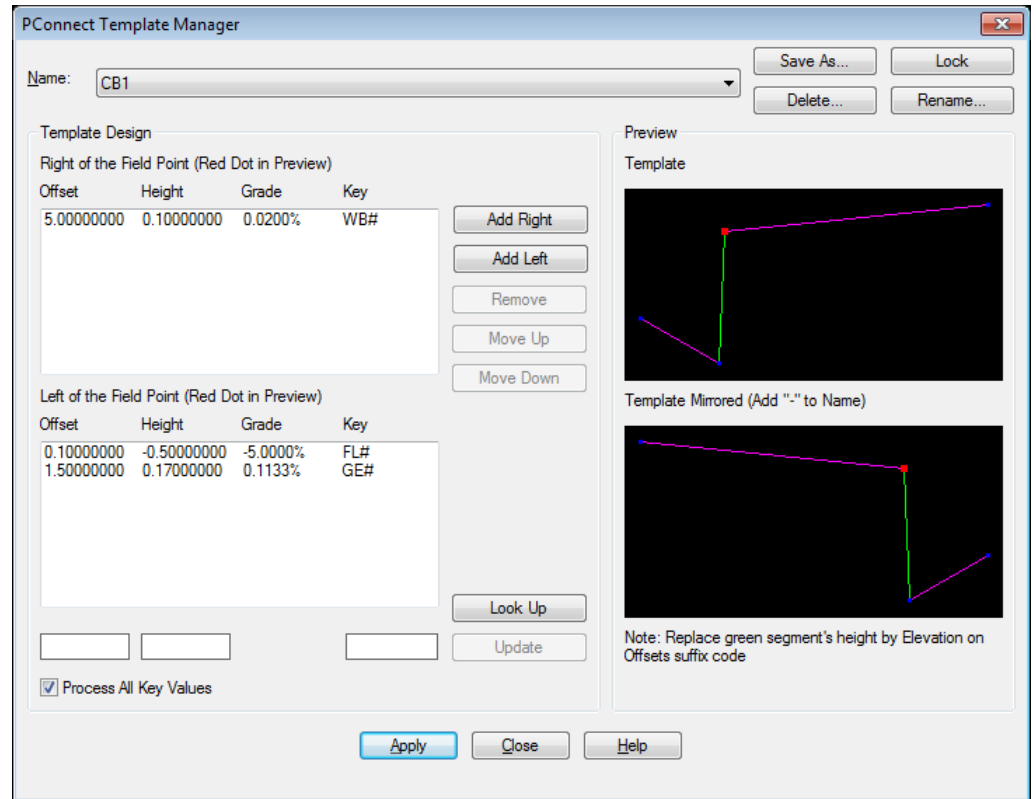 PConnect Template Manager
Name: CB1
Save As... Lock
Delete... Rename...
Template Design
Right of the Field Point (Red Dot in Preview)
Offset Height Grade Key
5.00000000 0.10000000 0.0200% WB#
Add Right
Add Left
Remove
Move Up
Move Down
Left of the Field Point (Red Dot in Preview)
Offset Height Grade Key
0.10000000 -0.50000000 -5.0000% FL#
1.50000000 0.17000000 0.1133% GE#
Look Up
Update
Process All Key Values
Preview
Template
Template Mirrored (Add "-" to Name)
Note: Replace green segment's height by Elevation on
Offsets suffix code
Apply Close Help